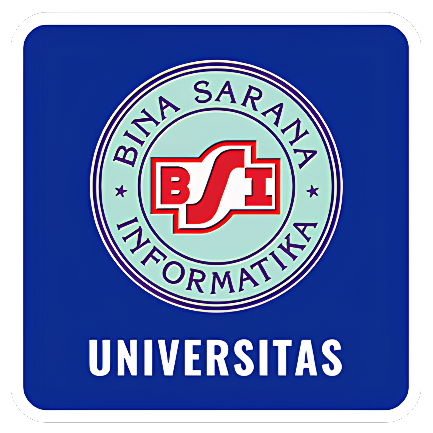 BINA SARANA
BSI
INFORMATIKA
UNIVERSITAS